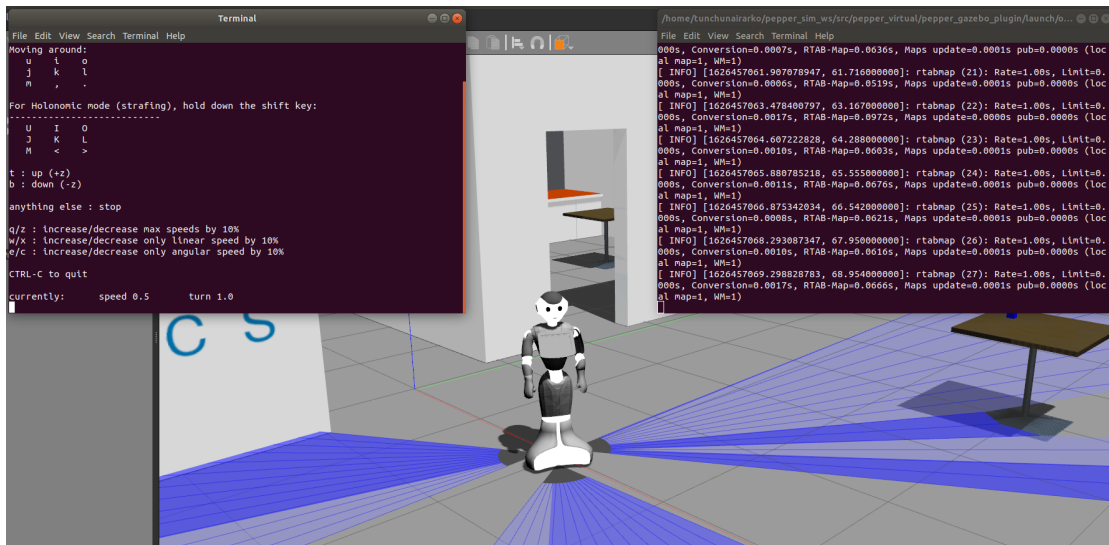 Terminal
File Edit View Search Terminal Help
Moving around:
u i o
j k l
m , .
For Holonomic mode (strafing), hold down the shift key:
---------------------------
U I O
J K L
M < >
t : up (+z)
b : down (-z)
anything else : stop
q/z : increase/decrease max speeds by 10%
w/x : increase/decrease only linear speed by 10%
e/c : increase/decrease only angular speed by 10%
CTRL-C to quit
currently: speed 0.5 turn 1.0
/home/tunchunairarko/pepper_sim_ws/src/pepper_virtual/pepper_gazebo_plugin/launch/o...
File Edit View Search Terminal Help
000s, Conversion=0.0007s, RTAB-Map=0.0636s, Maps update=0.0001s pub=0.0000s (loc
al map=1, WM=1)
[ INFO] [1626457061.907078947, 61.716000000]: rtabmap (21): Rate=1.00s, Limit=0.
000s, Conversion=0.0006s, RTAB-Map=0.0519s, Maps update=0.0001s pub=0.0000s (loc
al map=1, WM=1)
[ INFO] [1626457063.478400797, 63.167000000]: rtabmap (22): Rate=1.00s, Limit=0.
000s, Conversion=0.0017s, RTAB-Map=0.0972s, Maps update=0.0001s pub=0.0000s (loc
al map=1, WM=1)
[ INFO] [1626457064.607222828, 64.288000000]: rtabmap (23): Rate=1.00s, Limit=0.
000s, Conversion=0.0010s, RTAB-Map=0.0603s, Maps update=0.0001s pub=0.0000s (loc
al map=1, WM=1)
[ INFO] [1626457065.880785218, 65.555000000]: rtabmap (24): Rate=1.00s, Limit=0.
000s, Conversion=0.0011s, RTAB-Map=0.0676s, Maps update=0.0001s pub=0.0000s (loc
al map=1, WM=1)
[ INFO] [1626457066.875342034, 66.542000000]: rtabmap (25): Rate=1.00s, Limit=0.
000s, Conversion=0.0008s, RTAB-Map=0.0621s, Maps update=0.0001s pub=0.0000s (loc
al map=1, WM=1)
[ INFO] [1626457068.293087347, 67.950000000]: rtabmap (26): Rate=1.00s, Limit=0.
000s, Conversion=0.0010s, RTAB-Map=0.0616s, Maps update=0.0001s pub=0.0000s (loc
al map=1, WM=1)
[ INFO] [1626457069.298828783, 68.954000000]: rtabmap (27): Rate=1.00s, Limit=0.
000s, Conversion=0.0017s, RTAB-Map=0.0666s, Maps update=0.0001s pub=0.0000s (loc
al map=1, WM=1)
C S